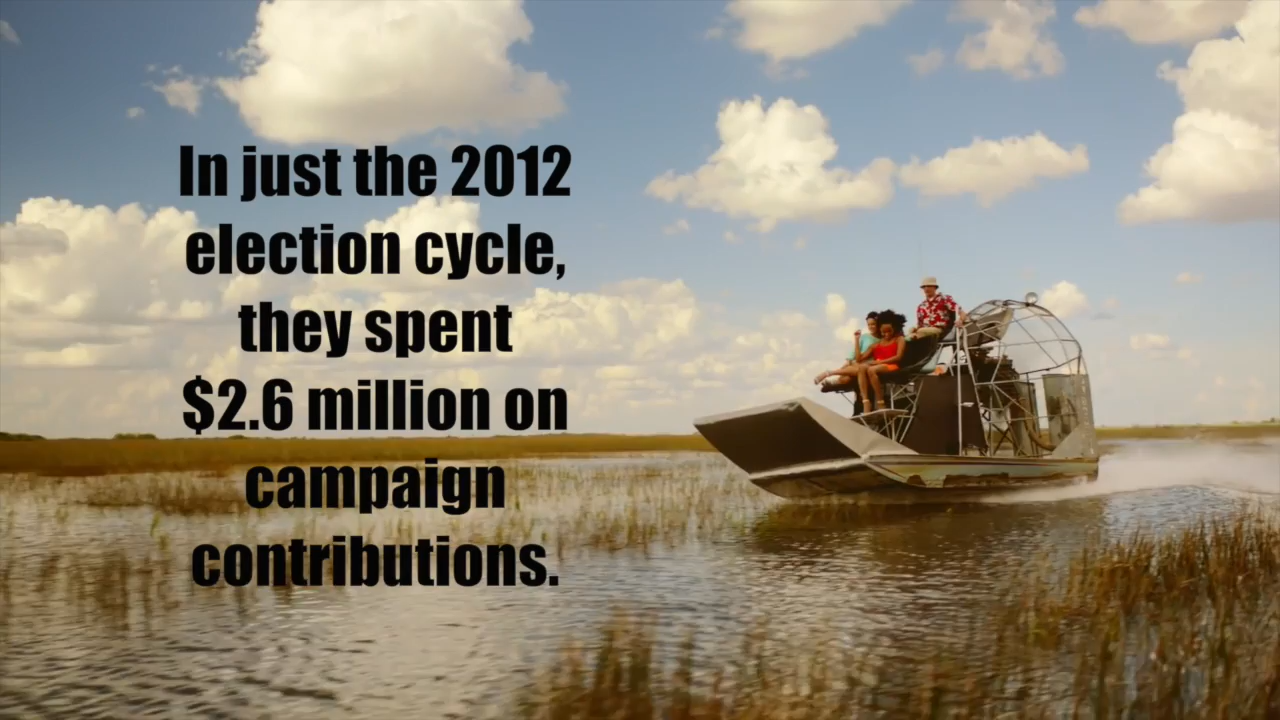 In just the 2012
election cycle,
they spent
$2.6 million on
campaign
contributions.